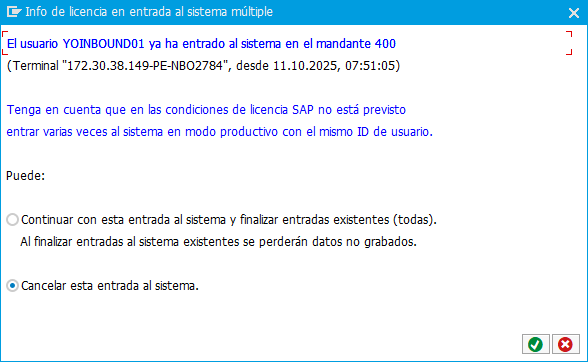 Info de licencia en entrada al sistema múltiple
El usuario YOINBOUND01 ya ha entrado al sistema en el mandante 400
(Terminal "172.30.38.149-PE-NBO2784", desde 11.10.2025, 07:51:05)
Tenga en cuenta que en las condiciones de licencia SAP no está previsto
entrar varias veces al sistema en modo productivo con el mismo ID de usuario.
Puede:
Continuar con esta entrada al sistema y finalizar entradas existentes (todas).
Al finalizar entradas al sistema existentes se perderán datos no grabados.
Cancelar esta entrada al sistema.